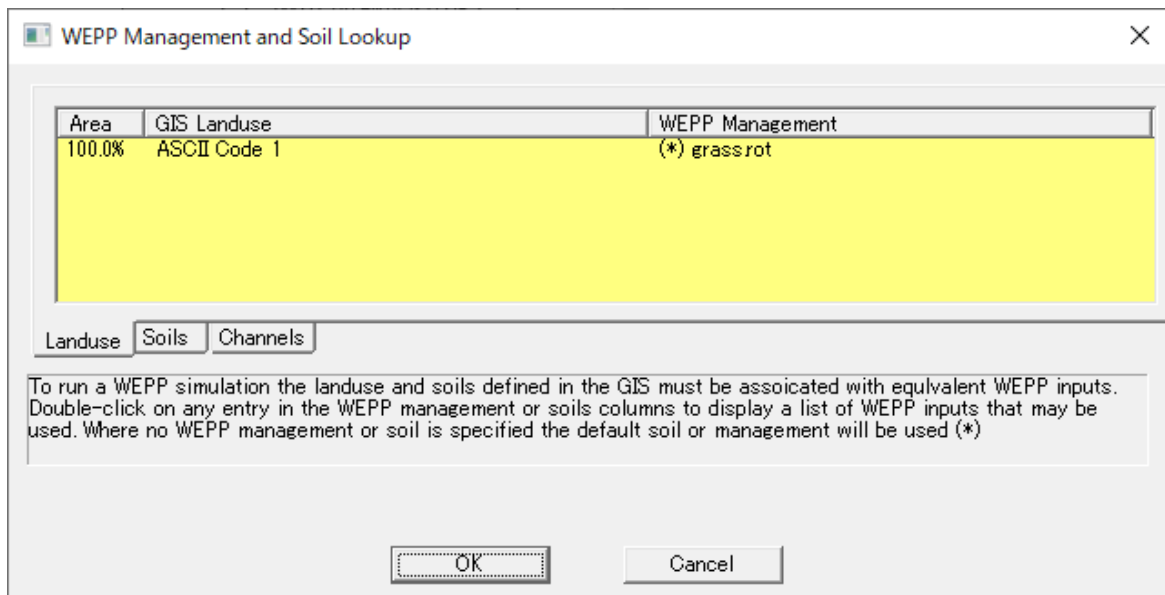 WEPP Management and Soil Lookup
Area GIS Landuse WEPP Management
100.0% ASCII Code 1 (*) grassrot
Landuse Soils Channels
To run a WEPP simulation the landuse and soils defined in the GIS must be assoicated with equlvalent WEPP inputs.
Double-click on any entry in the WEPP management or soils columns to display a list of WEPP inputs that may be
used. Where no WEPP management or soil is specified the default soil or management will be used (*)
OK Cancel